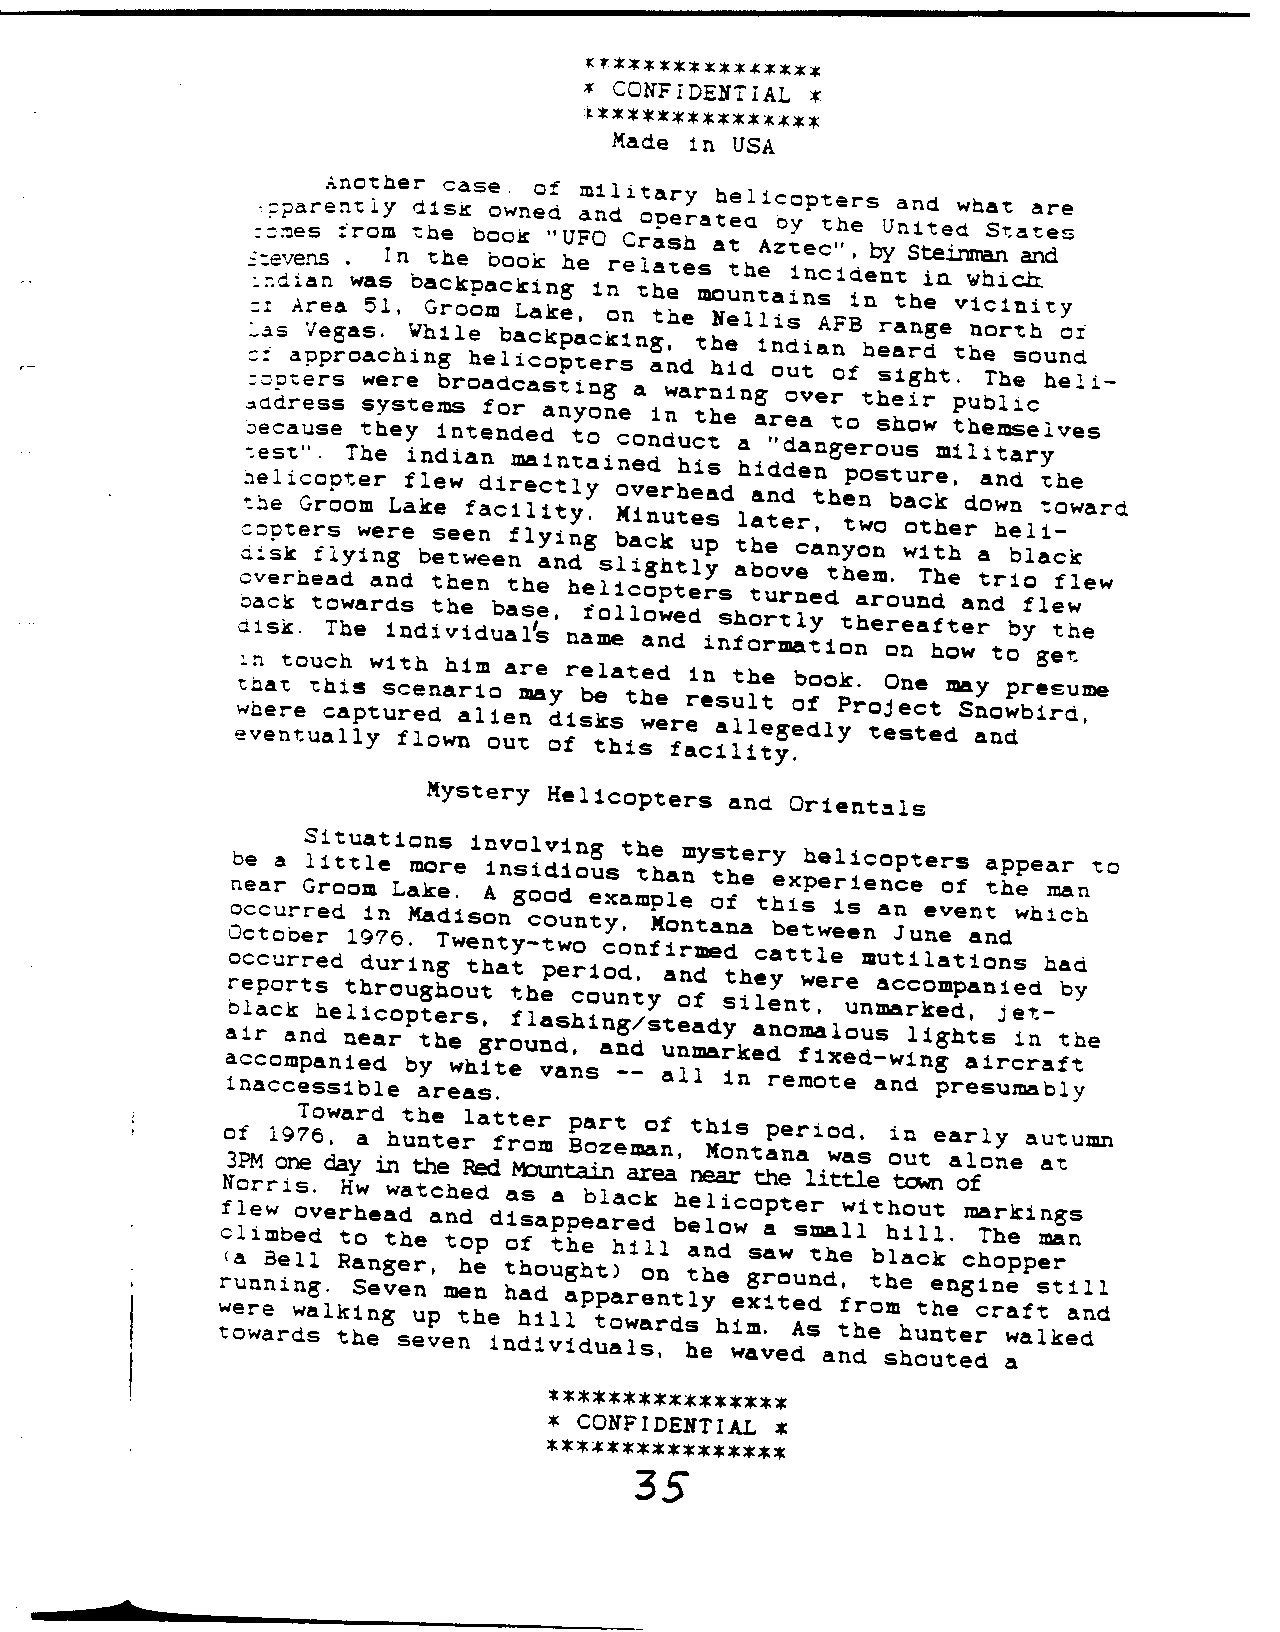 ****************
* CONFIDENTIAL *
****************
Made in USA
Another case. of military helicopters and what are
apparently disk owned and operated by the United States
comes from the book "UFO Crash at Aztec", by Steinman and
Stevens . In the book he relates the incident in which
indian was backpacking in the mountains in the vicinity
of Area 51, Groom Lake, on the Nellis AFB range north of
Las Vegas. While backpacking, the indian heard the sound
of approaching helicopters and hid out of sight. The heli-
copters were broadcasting a warning over their public
address systems for anyone in the area to show themselves
because they intended to conduct a "dangerous military
test". The indian maintained his hidden posture, and the
helicopter flew directly overhead and then back down toward
the Groom Lake facility. Minutes later, two other heli-
copters were seen flying back up the canyon with a black
disk flying between and slightly above them. The trio flew
overhead and then the helicopters turned around and flew
back towards the base, followed shortly thereafter by the
disk. The individual's name and information on how to get
in touch with him are related in the book. One may presume
that this scenario may be the result of Project Snowbird,
where captured alien disks were allegedly tested and
eventually flown out of this facility.
Mystery Helicopters and Orientals
Situations involving the mystery helicopters appear to
be a little more insidious than the experience of the man
near Groom Lake. A good example of this is an event which
occurred in Madison county, Montana between June and
October 1976. Twenty-two confirmed cattle mutilations had
occurred during that period, and they were accompanied by
reports throughout the county of silent, unmarked, jet-
black helicopters, flashing/steady anomalous lights in the
air and near the ground, and unmarked fixed-wing aircraft
accompanied by white vans -- all in remote and presumably
inaccessible areas.
Toward the latter part of this period, in early autumn
of 1976, a hunter from Bozeman, Montana was out alone at
3PM one day in the Red Mountain area near the little town of
Norris. Hw watched as a black helicopter without markings
flew overhead and disappeared below a small hill. The man
climbed to the top of the hill and saw the black chopper
(a Bell Ranger, he thought) on the ground, the engine still
running. Seven men had apparently exited from the craft and
were walking up the hill towards him. As the hunter walked
towards the seven individuals, he waved and shouted a
****************
* CONFIDENTIAL *
****************
35